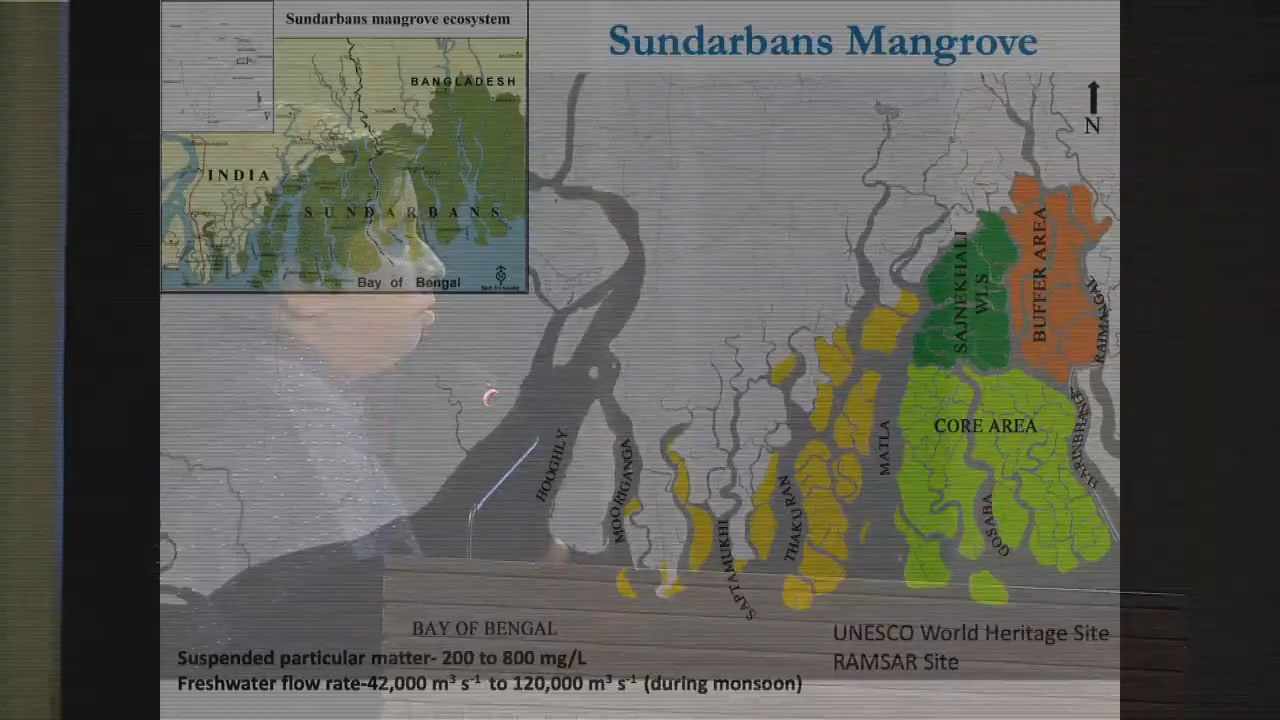 Sundarbans mangrove ecosystem
Sundarbans Mangrove
BANGLADESH
N
INDIA
SUNDARBANS
Bay of Bengal
SAJNEKHALI
WLS
BUFFER AREA
RAIMANGAL
CORE AREA
HARINBHANGA
MATLA
HOOGHLY
MOORIGANGA
THAKURAN
GOSABA
SAPTAMUKHI
BAY OF BENGAL
UNESCO World Heritage Site
RAMSAR Site
Suspended particular matter- 200 to 800 mg/L
Freshwater flow rate-42,000 m³ s⁻¹ to 120,000 m³ s⁻¹ (during monsoon)